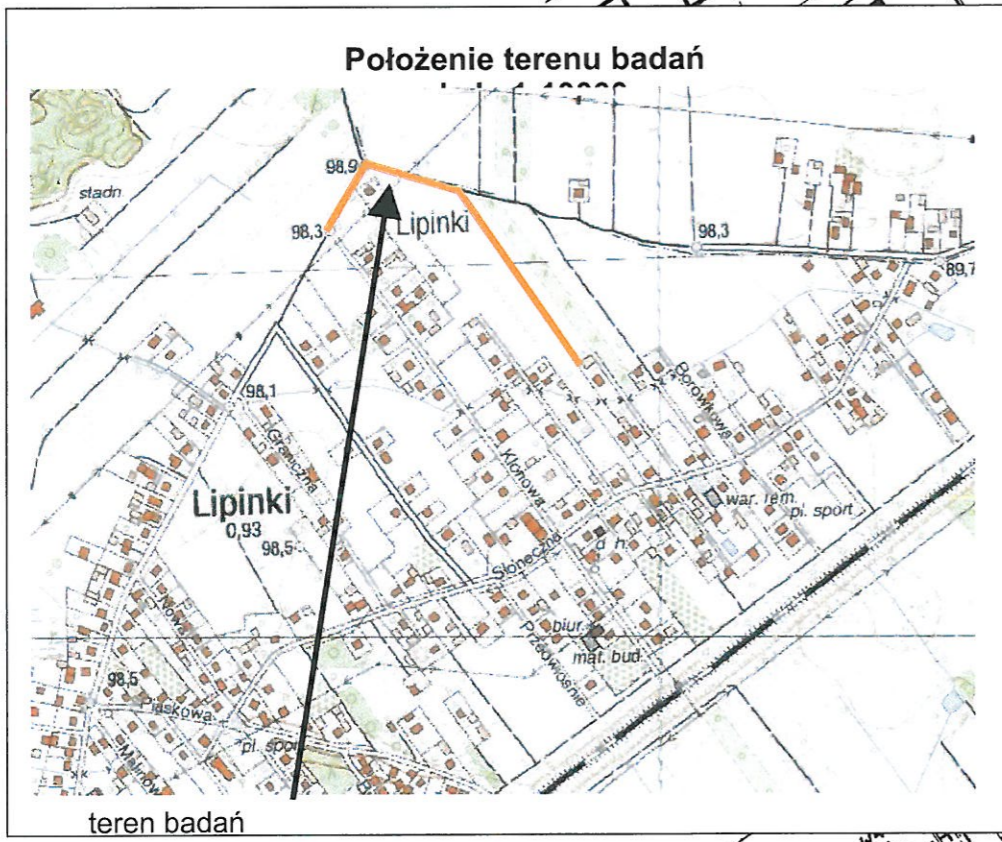 Położenie terenu badań
98,9
stadn
98,3
Lipinki
98,3
89,7
98,1
Graniczna
Borówkowa
Klonowa
Lipinki
0,93
98,5
war. rem.
pl. sport
d. h.
Słoneczna
biur.
mat. bud.
Przedwiośnie
Nowa
98,5
Piaskowa
pl. sport
teren badań